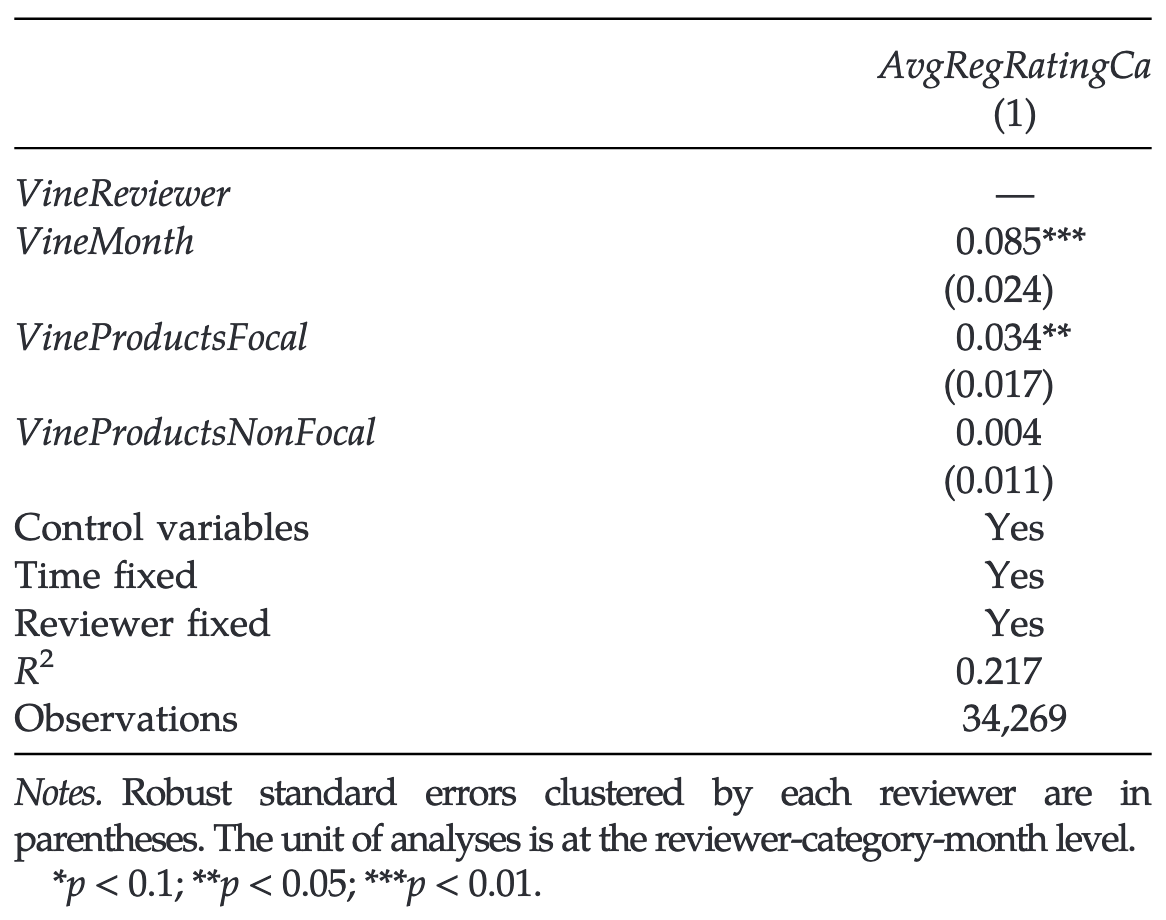 AvgRegRatingCa
(1)
VineReviewer —
VineMonth 0.085***
(0.024)
VineProductsFocal 0.034**
(0.017)
VineProductsNonFocal 0.004
(0.011)
Control variables Yes
Time fixed Yes
Reviewer fixed Yes
R² 0.217
Observations 34,269
Notes. Robust standard errors clustered by each reviewer are in
parentheses. The unit of analyses is at the reviewer-category-month level.
*p < 0.1; **p < 0.05; ***p < 0.01.